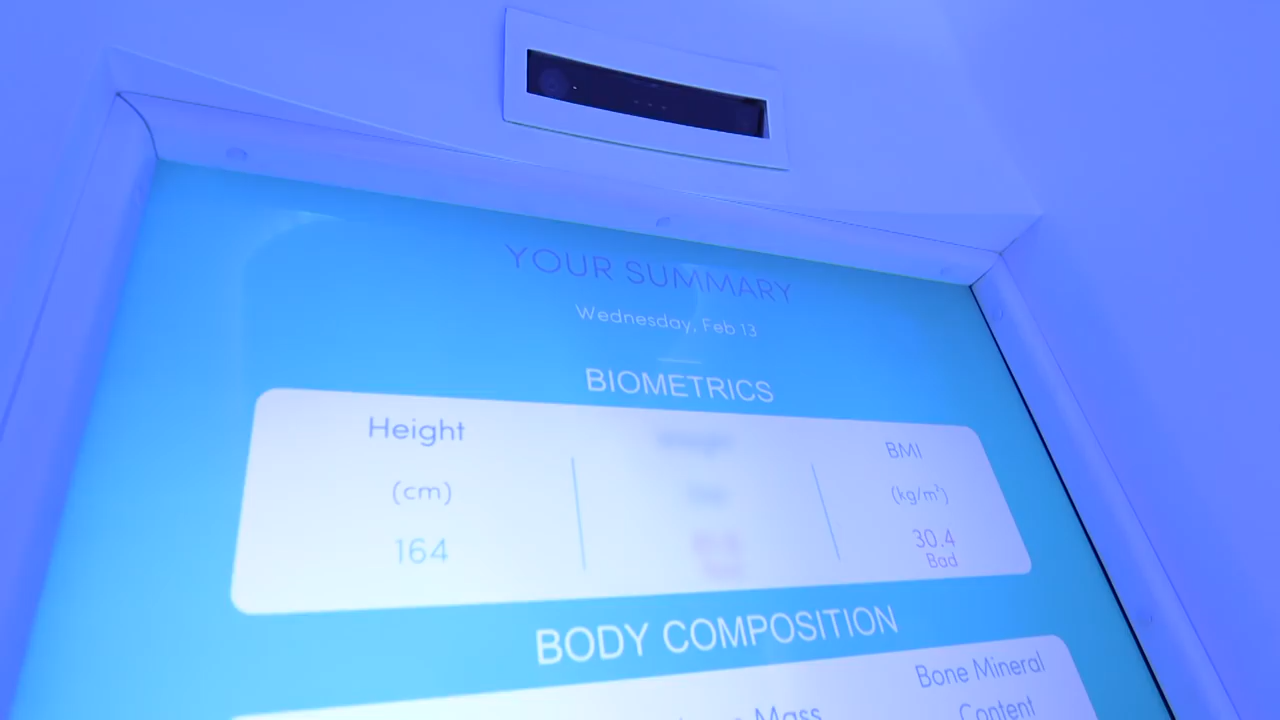 YOUR SUMMARY
Wednesday, Feb 13
BIOMETRICS
Height
(cm)
164
BMI
(kg/m²)
30.4
Bad
BODY COMPOSITION
Mass
Bone Mineral
Content